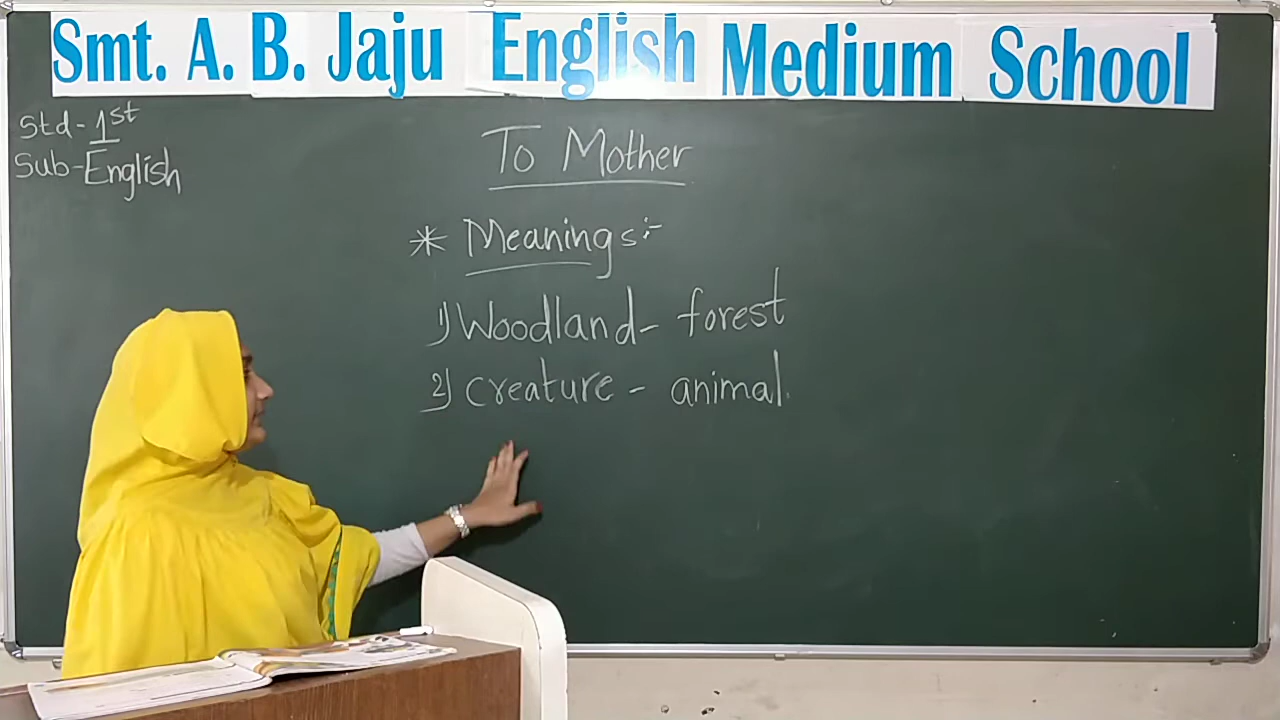 Smt. A. B. Jaju English Medium School
Std - 1st
Sub - English
To Mother
* Meanings :-
1) Woodland - forest
2) Creature - animal.